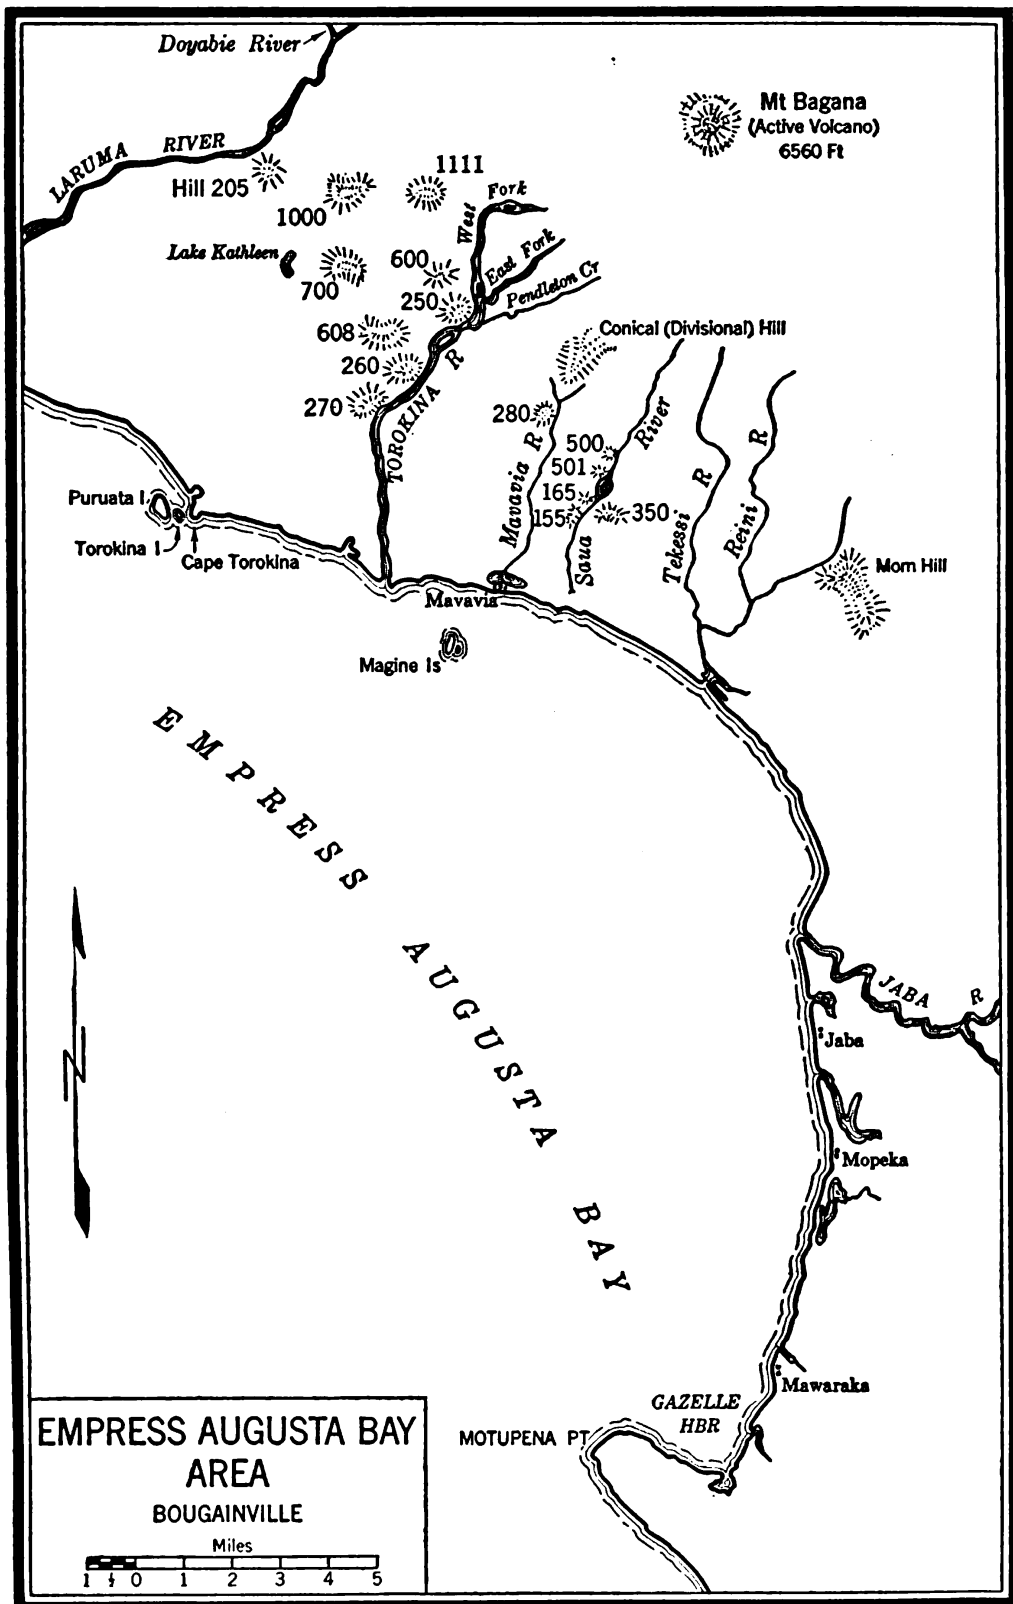 Doyabie River
Mt Bagana
(Active Volcano)
6560 Ft
LARUMA RIVER
Hill 205
1111
1000
West Fork
Lake Kathleen
600
East Fork
700
250
Pendleton Cr
608
Conical (Divisional) Hill
260
270
TOROKINA R
280
500
River
501
Mavavia R
165
155
350
Saua
Tekessi R
Reini R
Puruata I
Torokina I
Cape Torokina
Mom Hill
Mavavia
Magine Is
EMPRESS AUGUSTA BAY
JABA R
Jaba
Mopeka
Mawaraka
GAZELLE
HBR
MOTUPENA PT
EMPRESS AUGUSTA BAY
AREA
BOUGAINVILLE
Miles
1 ½ 0 1 2 3 4 5